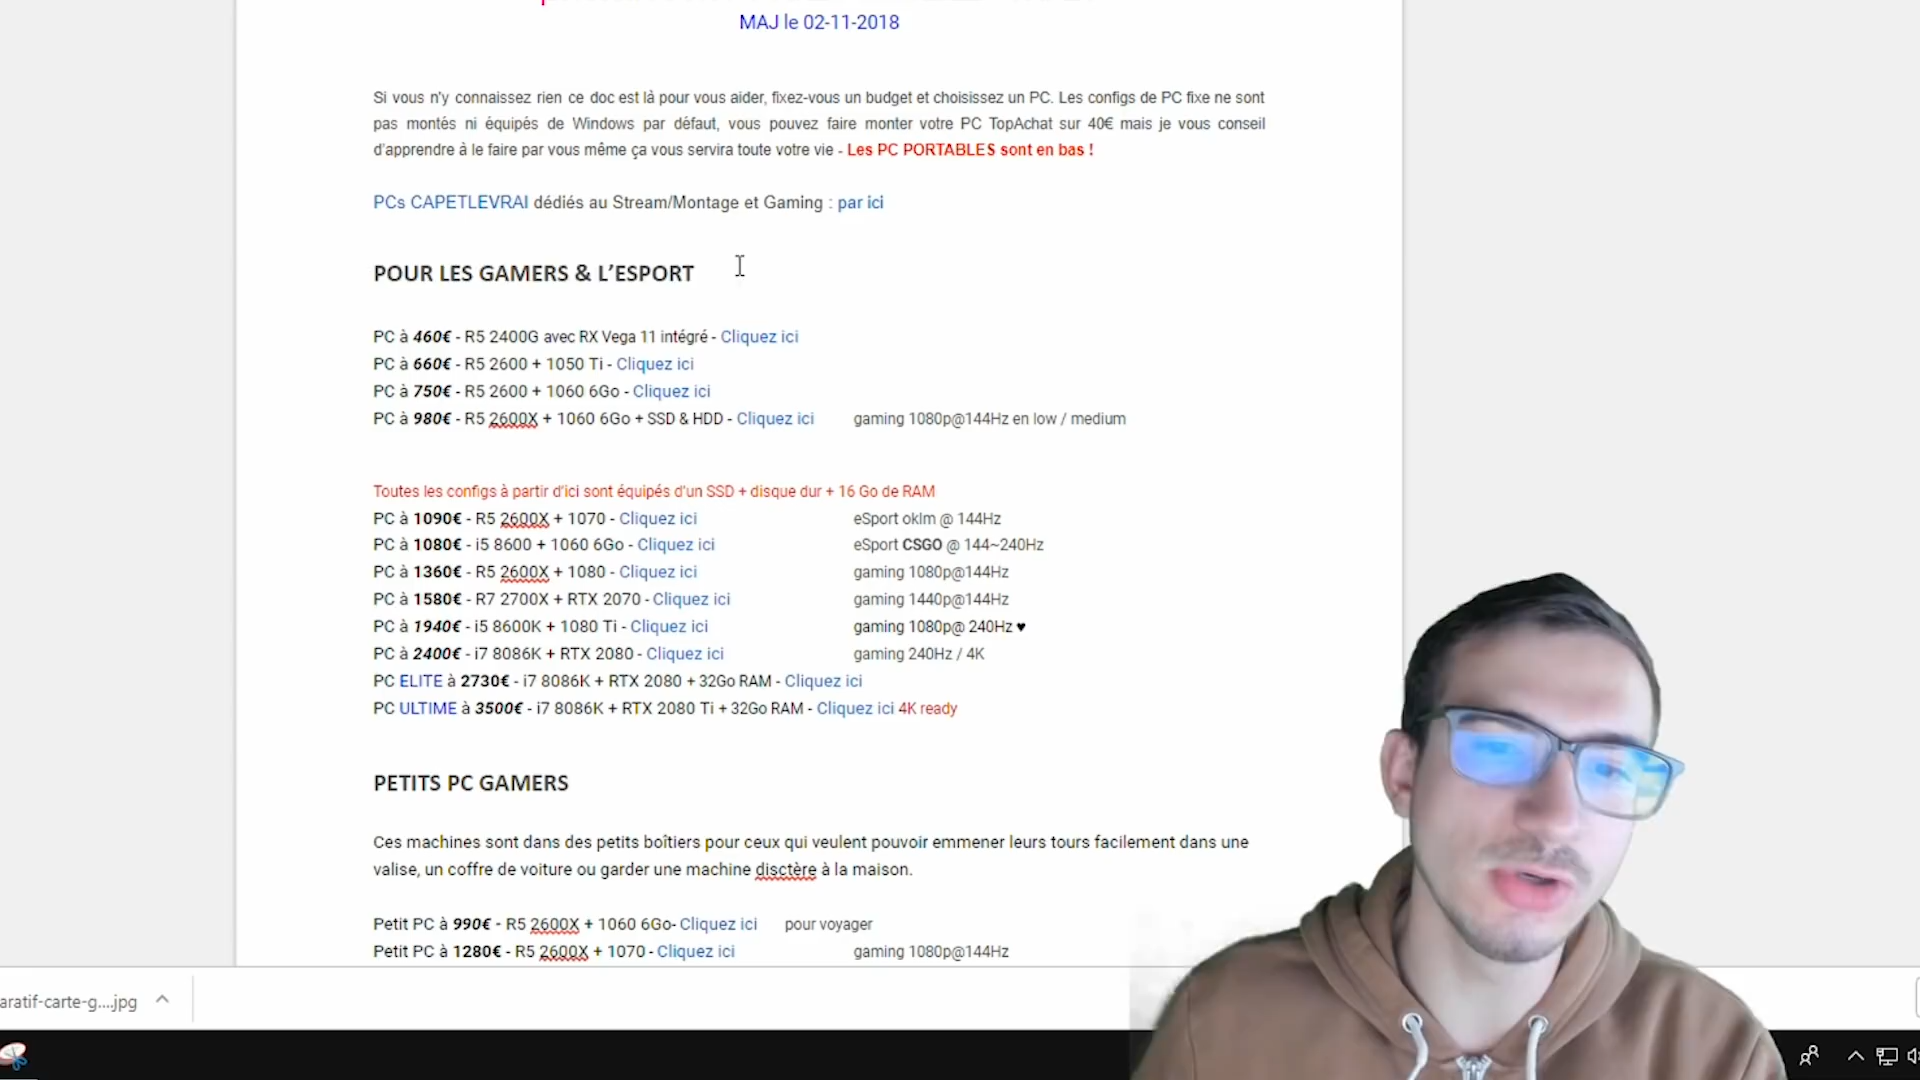 MAJ le 02-11-2018
Si vous n'y connaissez rien ce doc est là pour vous aider, fixez-vous un budget et choisissez un PC. Les configs de PC fixe ne sont
pas montés ni équipés de Windows par défaut, vous pouvez faire monter votre PC TopAchat sur 40€ mais je vous conseil
d'apprendre à le faire par vous même ça vous servira toute votre vie - Les PC PORTABLES sont en bas !
PCs CAPETLEVRAI dédiés au Stream/Montage et Gaming : par ici
POUR LES GAMERS & L'ESPORT
PC à 460€ - R5 2400G avec RX Vega 11 intégré - Cliquez ici
PC à 660€ - R5 2600 + 1050 Ti - Cliquez ici
PC à 750€ - R5 2600 + 1060 6Go - Cliquez ici
PC à 980€ - R5 2600X + 1060 6Go + SSD & HDD - Cliquez ici gaming 1080p@144Hz en low / medium
Toutes les configs à partir d'ici sont équipés d'un SSD + disque dur + 16 Go de RAM
PC à 1090€ - R5 2600X + 1070 - Cliquez ici eSport oklm @ 144Hz
PC à 1080€ - i5 8600 + 1060 6Go - Cliquez ici eSport CSGO @ 144~240Hz
PC à 1360€ - R5 2600X + 1080 - Cliquez ici gaming 1080p@144Hz
PC à 1580€ - R7 2700X + RTX 2070 - Cliquez ici gaming 1440p@144Hz
PC à 1940€ - i5 8600K + 1080 Ti - Cliquez ici gaming 1080p@ 240Hz ♥
PC à 2400€ - i7 8086K + RTX 2080 - Cliquez ici gaming 240Hz / 4K
PC ELITE à 2730€ - i7 8086K + RTX 2080 + 32Go RAM - Cliquez ici
PC ULTIME à 3500€ - i7 8086K + RTX 2080 Ti + 32Go RAM - Cliquez ici 4K ready
PETITS PC GAMERS
Ces machines sont dans des petits boîtiers pour ceux qui veulent pouvoir emmener leurs tours facilement dans une
valise, un coffre de voiture ou garder une machine disctère à la maison.
Petit PC à 990€ - R5 2600X + 1060 6Go- Cliquez ici pour voyager
Petit PC à 1280€ - R5 2600X + 1070 - Cliquez ici gaming 1080p@144Hz
aratif-carte-g....jpg